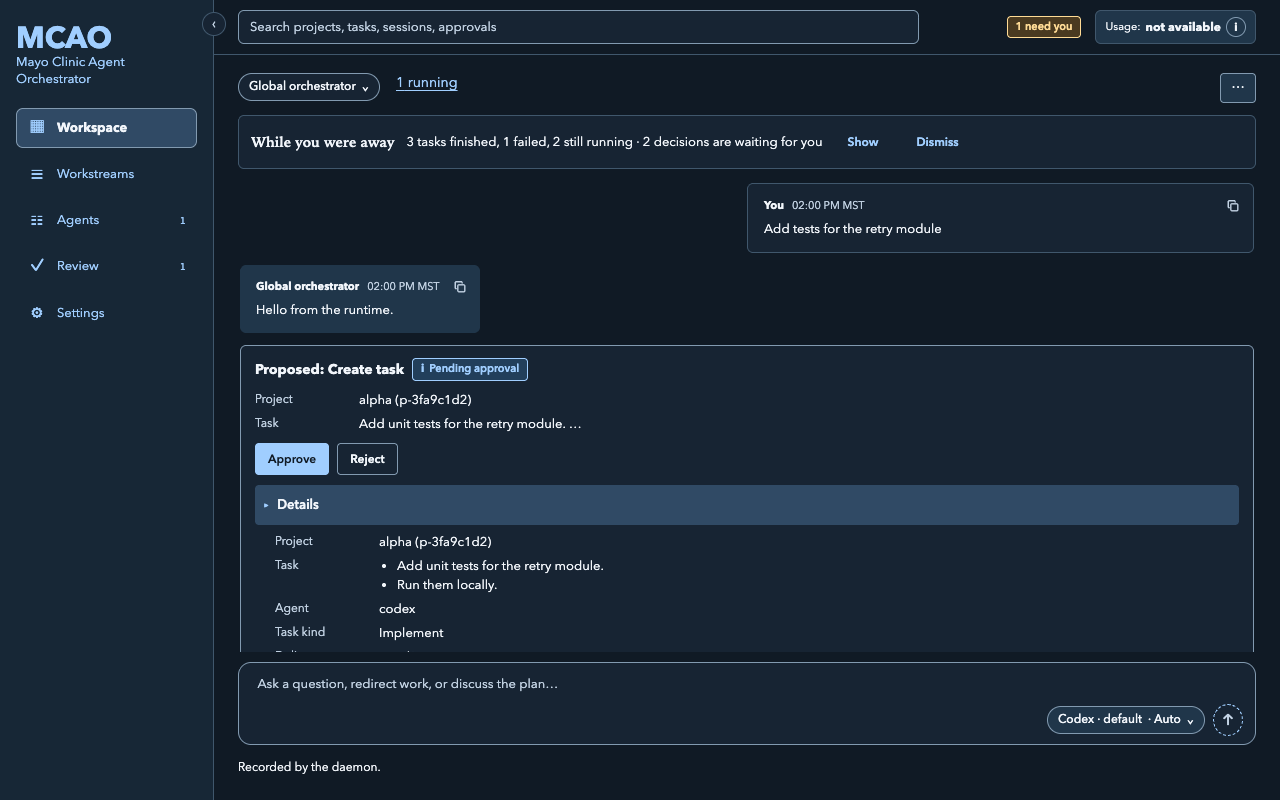 MCAO
Mayo Clinic Agent
Orchestrator
Workspace
Workstreams
Agents 1
Review 1
Settings
Search projects, tasks, sessions, approvals
1 need you
Usage: not available i
Global orchestrator
1 running
While you were away 3 tasks finished, 1 failed, 2 still running · 2 decisions are waiting for you Show Dismiss
You 02:00 PM MST
Add tests for the retry module
Global orchestrator 02:00 PM MST
Hello from the runtime.
Proposed: Create task i Pending approval
Project alpha (p-3fa9c1d2)
Task Add unit tests for the retry module. …
Approve Reject
Details
Project alpha (p-3fa9c1d2)
Task • Add unit tests for the retry module.
• Run them locally.
Agent codex
Task kind Implement
Ask a question, redirect work, or discuss the plan…
Codex · default · Auto
Recorded by the daemon.